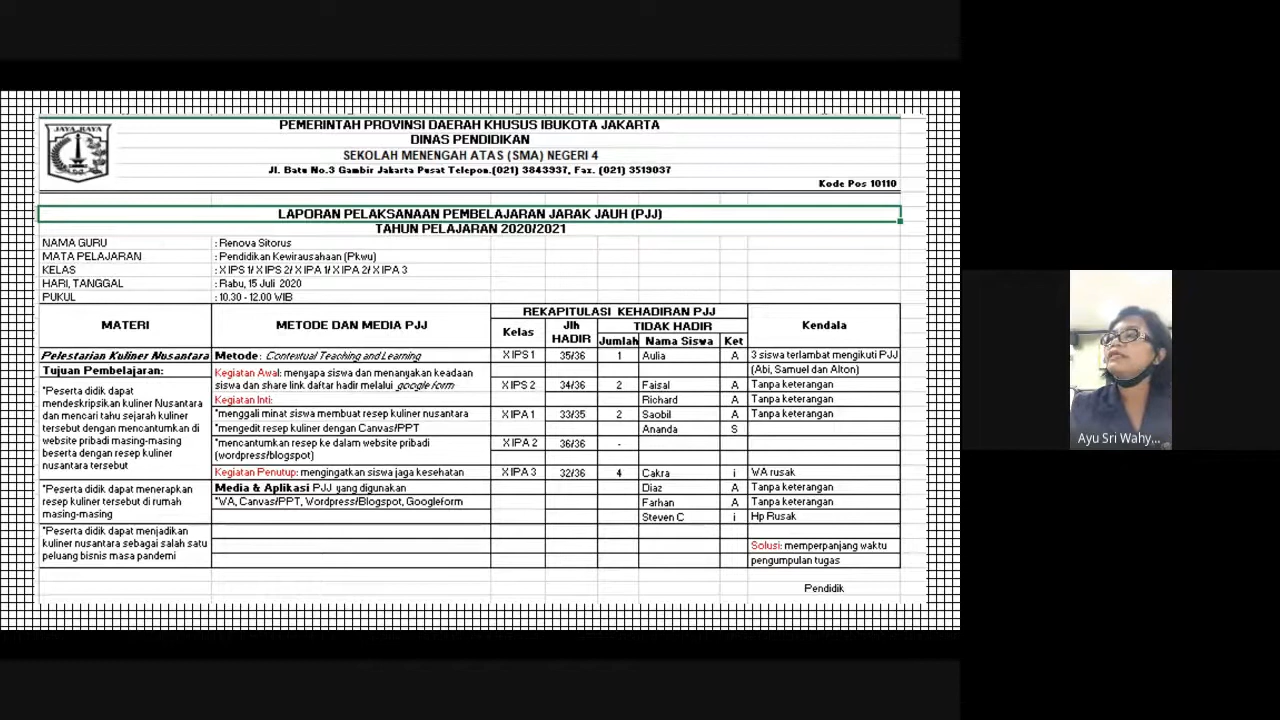 JAYA RAYA
PEMERINTAH PROVINSI DAERAH KHUSUS IBUKOTA JAKARTA
DINAS PENDIDIKAN
SEKOLAH MENENGAH ATAS (SMA) NEGERI 4
Jl. Batu No.3 Gambir Jakarta Pusat Telepon.(021) 3843937, Fax. (021) 3519037
Kode Pos 10110
LAPORAN PELAKSANAAN PEMBELAJARAN JARAK JAUH (PJJ)
TAHUN PELAJARAN 2020/2021
NAMA GURU : Renova Sitorus
MATA PELAJARAN : Pendidikan Kewirausahaan (Pkwu)
KELAS : X IPS 1/ X IPS 2/ X IPA 1/ X IPA 2/ X IPA 3
HARI, TANGGAL : Rabu, 15 Juli 2020
PUKUL : 10.30 - 12.00 WIB
MATERI
METODE DAN MEDIA PJJ
REKAPITULASI KEHADIRAN PJJ
Kelas
Jlh HADIR
TIDAK HADIR
Jumlah Nama Siswa Ket
Kendala
Pelestarian Kuliner Nusantara
Tujuan Pembelajaran:
"Peserta didik dapat
mendeskripsikan kuliner Nusantara
dan mencari tahu sejarah kuliner
tersebut dengan mencantumkan di
website pribadi masing-masing
beserta dengan resep kuliner
nusantara tersebut
"Peserta didik dapat menerapkan
resep kuliner tersebut di rumah
masing-masing
"Peserta didik dapat menjadikan
kuliner nusantara sebagai salah satu
peluang bisnis masa pandemi
Metode: Contextual Teaching and Learning
Kegiatan Awal: menyapa siswa dan menanyakan keadaan
siswa dan share link daftar hadir melalui google form
Kegiatan Inti:
"menggali minat siswa membuat resep kuliner nusantara
"mengedit resep kuliner dengan Canvas/PPT
"mencantumkan resep ke dalam website pribadi
(wordpress/blogspot)
Kegiatan Penutup: mengingatkan siswa jaga kesehatan
Media & Aplikasi PJJ yang digunakan
"WA, Canvas/PPT, Wordpress/Blogspot, Googleform
X IPS 1 35/36 1 Aulia A 3 siswa terlambat mengikuti PJJ
(Abi, Samuel dan Alton)
X IPS 2 34/36 2 Faisal A Tanpa keterangan
Richard A Tanpa keterangan
X IPA 1 33/35 2 Saobil A Tanpa keterangan
Ananda S
X IPA 2 36/36 -
X IPA 3 32/36 4 Cakra i WA rusak
Diaz A Tanpa keterangan
Farhan A Tanpa keterangan
Steven C i Hp Rusak
Solusi: memperpanjang waktu
pengumpulan tugas
Pendidik
Ayu Sri Wahy...